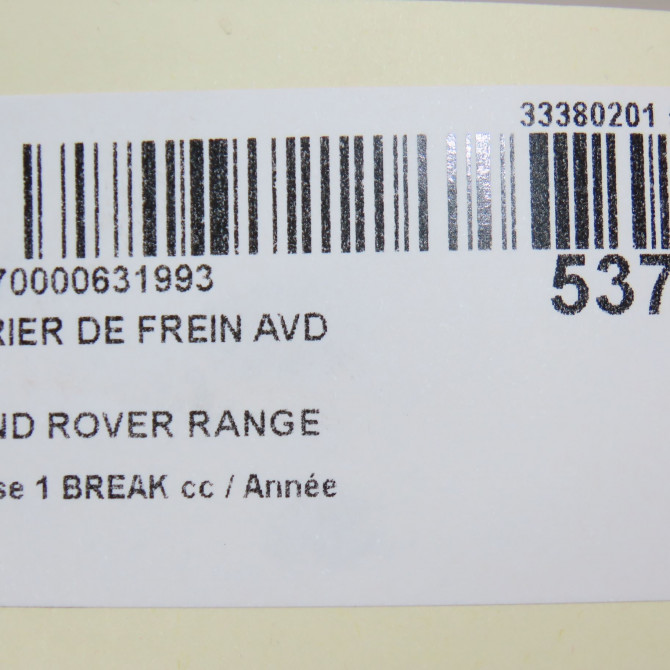 33380201
70000631993
537
RIER DE FREIN AVD
ND ROVER RANGE
se 1 BREAK cc / Année